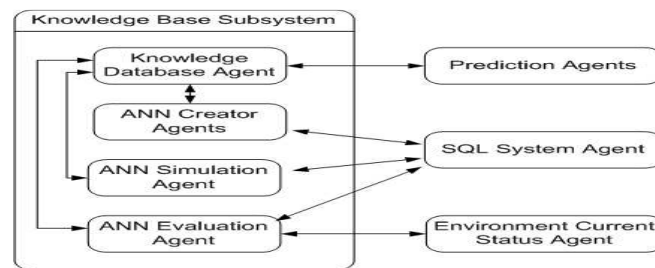 Knowledge Base Subsystem
Knowledge
Database Agent
Prediction Agents
ANN Creator
Agents
SQL System Agent
ANN Simulation
Agent
ANN Evaluation
Agent
Environment Current
Status Agent